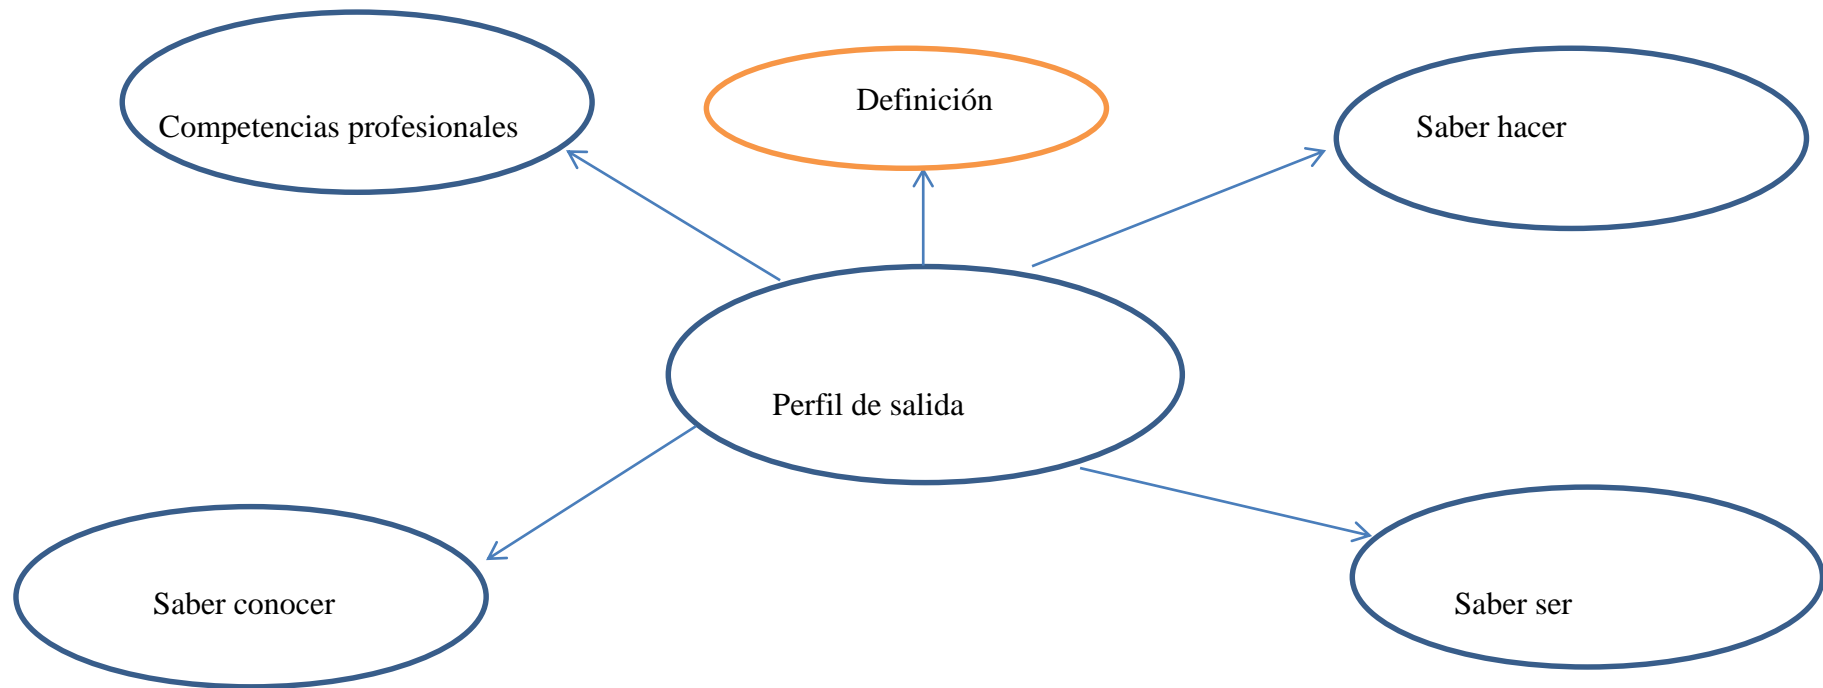 Definición
Competencias profesionales
Saber hacer
Perfil de salida
Saber conocer
Saber ser